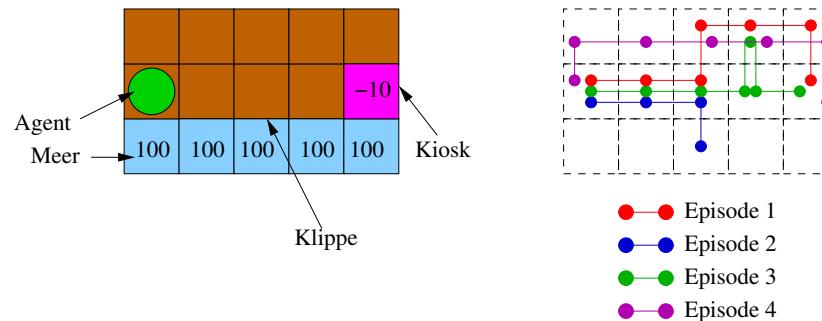 −10
Agent
Meer
100 100 100 100 100
Kiosk
Klippe
Episode 1
Episode 2
Episode 3
Episode 4